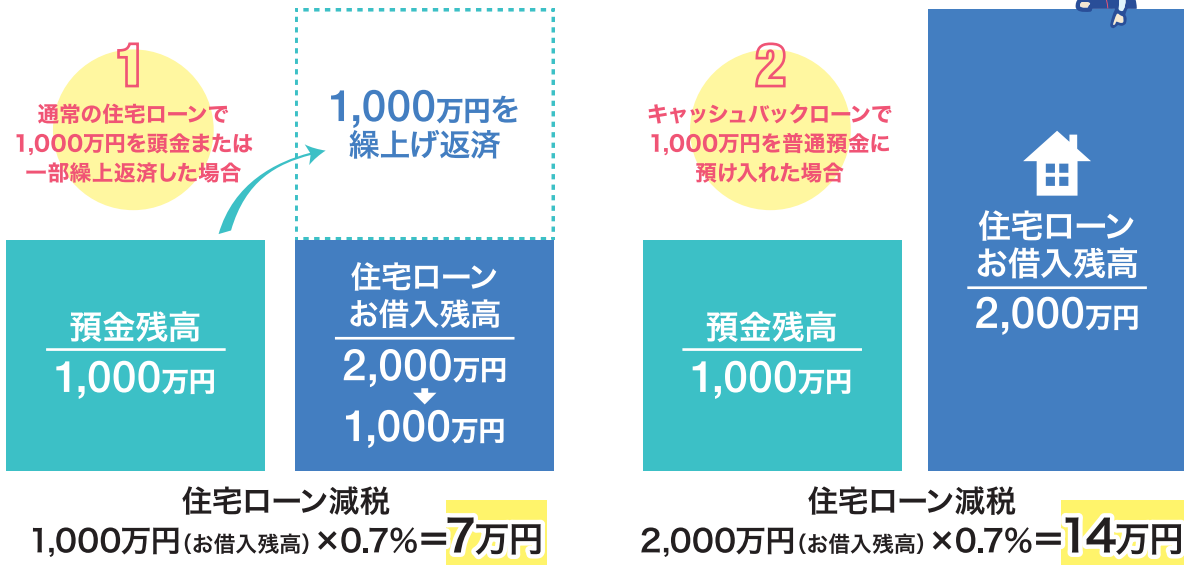 1
通常の住宅ローンで
1,000万円を頭金または
一部繰上返済した場合
1,000万円を
繰上げ返済
預金残高
1,000万円
住宅ローン
お借入残高
2,000万円
1,000万円
住宅ローン減税
1,000万円(お借入残高)×0.7%=7万円
2
キャッシュバックローンで
1,000万円を普通預金に
預け入れた場合
預金残高
1,000万円
住宅ローン
お借入残高
2,000万円
住宅ローン減税
2,000万円(お借入残高)×0.7%=14万円